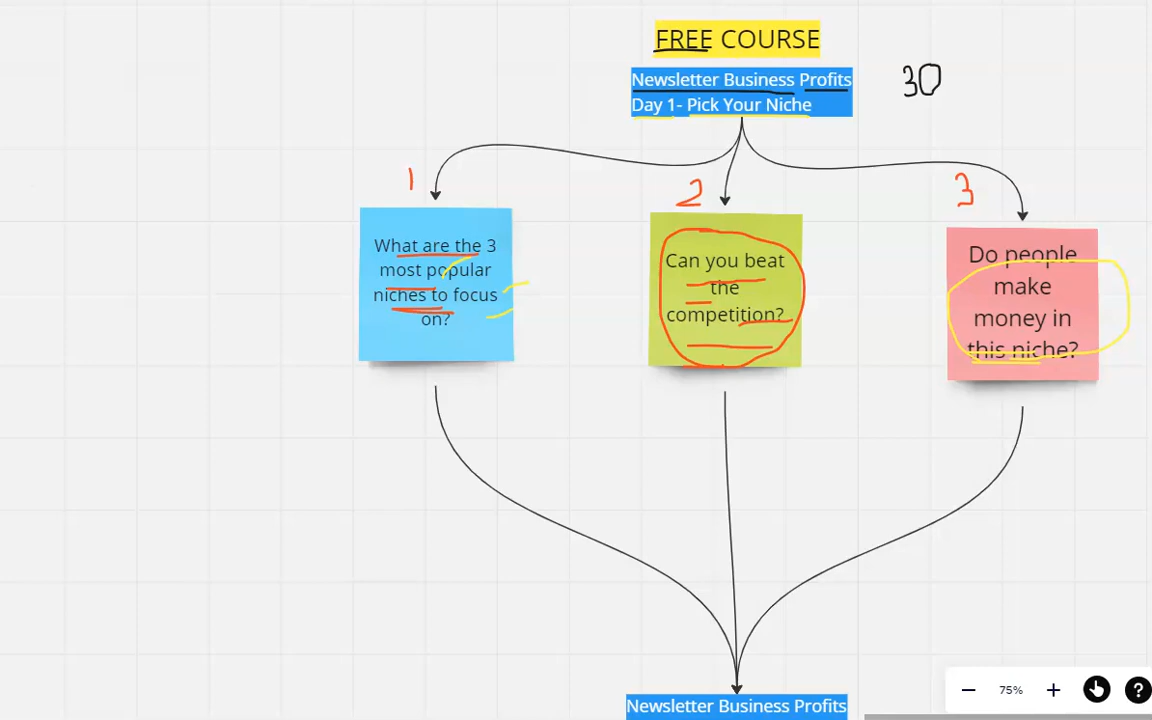 FREE COURSE
Newsletter Business Profits
Day 1- Pick Your Niche
30
1
2
3
What are the 3
most popular
niches to focus
on?
Can you beat
the
competition?
Do people
make
money in
this niche?
Newsletter Business Profits
75%
?